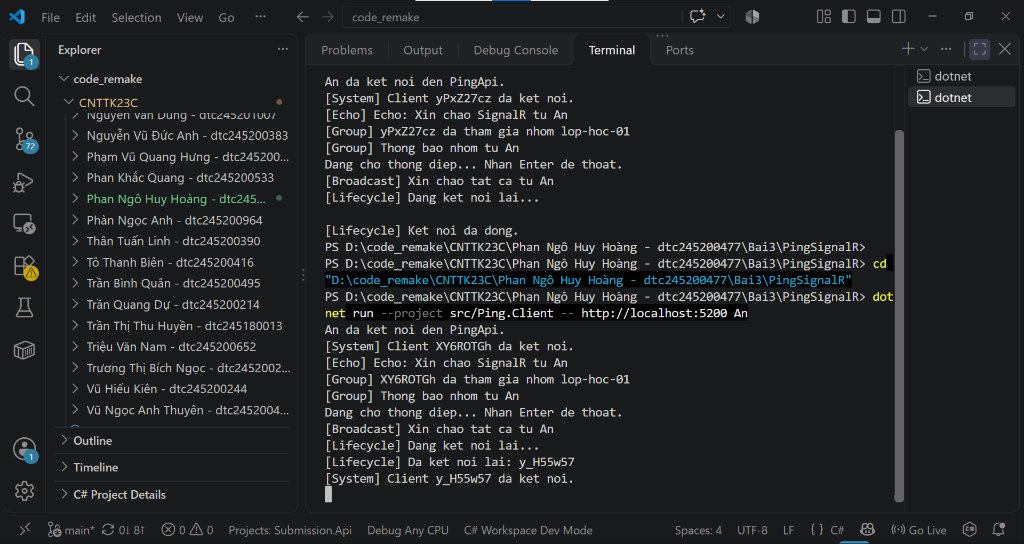 File Edit Selection View Go ··· code_remake
Explorer ···
code_remake
CNTTK23C
Nguyễn Văn Dũng - dtc245201007
Nguyễn Vũ Đức Anh - dtc245200383
Phạm Vũ Quang Hưng - dtc245200...
Phan Khắc Quang - dtc245200533
Phan Ngô Huy Hoàng - dtc245...
Phàn Ngọc Anh - dtc245200964
Thân Tuấn Linh - dtc245200390
Tô Thanh Biên - dtc245200416
Trần Bình Quân - dtc245200495
Trần Quang Dự - dtc245200214
Trần Thị Thu Huyền - dtc245180013
Triệu Văn Nam - dtc245200652
Trương Thị Bích Ngọc - dtc2452002...
Vũ Hiếu Kiên - dtc245200244
Vũ Ngọc Anh Thuyên - dtc2452004...
Outline
Timeline
C# Project Details
1
72
1
Problems Output Debug Console Terminal Ports
An da ket noi den PingApi.
[System] Client yPxZ27cz da ket noi.
[Echo] Echo: Xin chao SignalR tu An
[Group] yPxZ27cz da tham gia nhom lop-hoc-01
[Group] Thong bao nhom tu An
Dang cho thong diep... Nhan Enter de thoat.
[Broadcast] Xin chao tat ca tu An
[Lifecycle] Dang ket noi lai...
[Lifecycle] Ket noi da dong.
PS D:\code_remake\CNTTK23C\Phan Ngô Huy Hoàng - dtc245200477\Bai3\PingSignalR>
PS D:\code_remake\CNTTK23C\Phan Ngô Huy Hoàng - dtc245200477\Bai3\PingSignalR> cd
"D:\code_remake\CNTTK23C\Phan Ngô Huy Hoàng - dtc245200477\Bai3\PingSignalR"
PS D:\code_remake\CNTTK23C\Phan Ngô Huy Hoàng - dtc245200477\Bai3\PingSignalR> dot
net run --project src/Ping.Client -- http://localhost:5200 An
An da ket noi den PingApi.
[System] Client XY6ROTGh da ket noi.
[Echo] Echo: Xin chao SignalR tu An
[Group] XY6ROTGh da tham gia nhom lop-hoc-01
[Group] Thong bao nhom tu An
Dang cho thong diep... Nhan Enter de thoat.
[Broadcast] Xin chao tat ca tu An
[Lifecycle] Dang ket noi lai...
[Lifecycle] Da ket noi lai: y_H55w57
[System] Client y_H55w57 da ket noi.
dotnet
dotnet
main* 0↓ 8↑ 0 0 Projects: Submission.Api Debug Any CPU C# Workspace Dev Mode Spaces: 4 UTF-8 LF {} C# Go Live